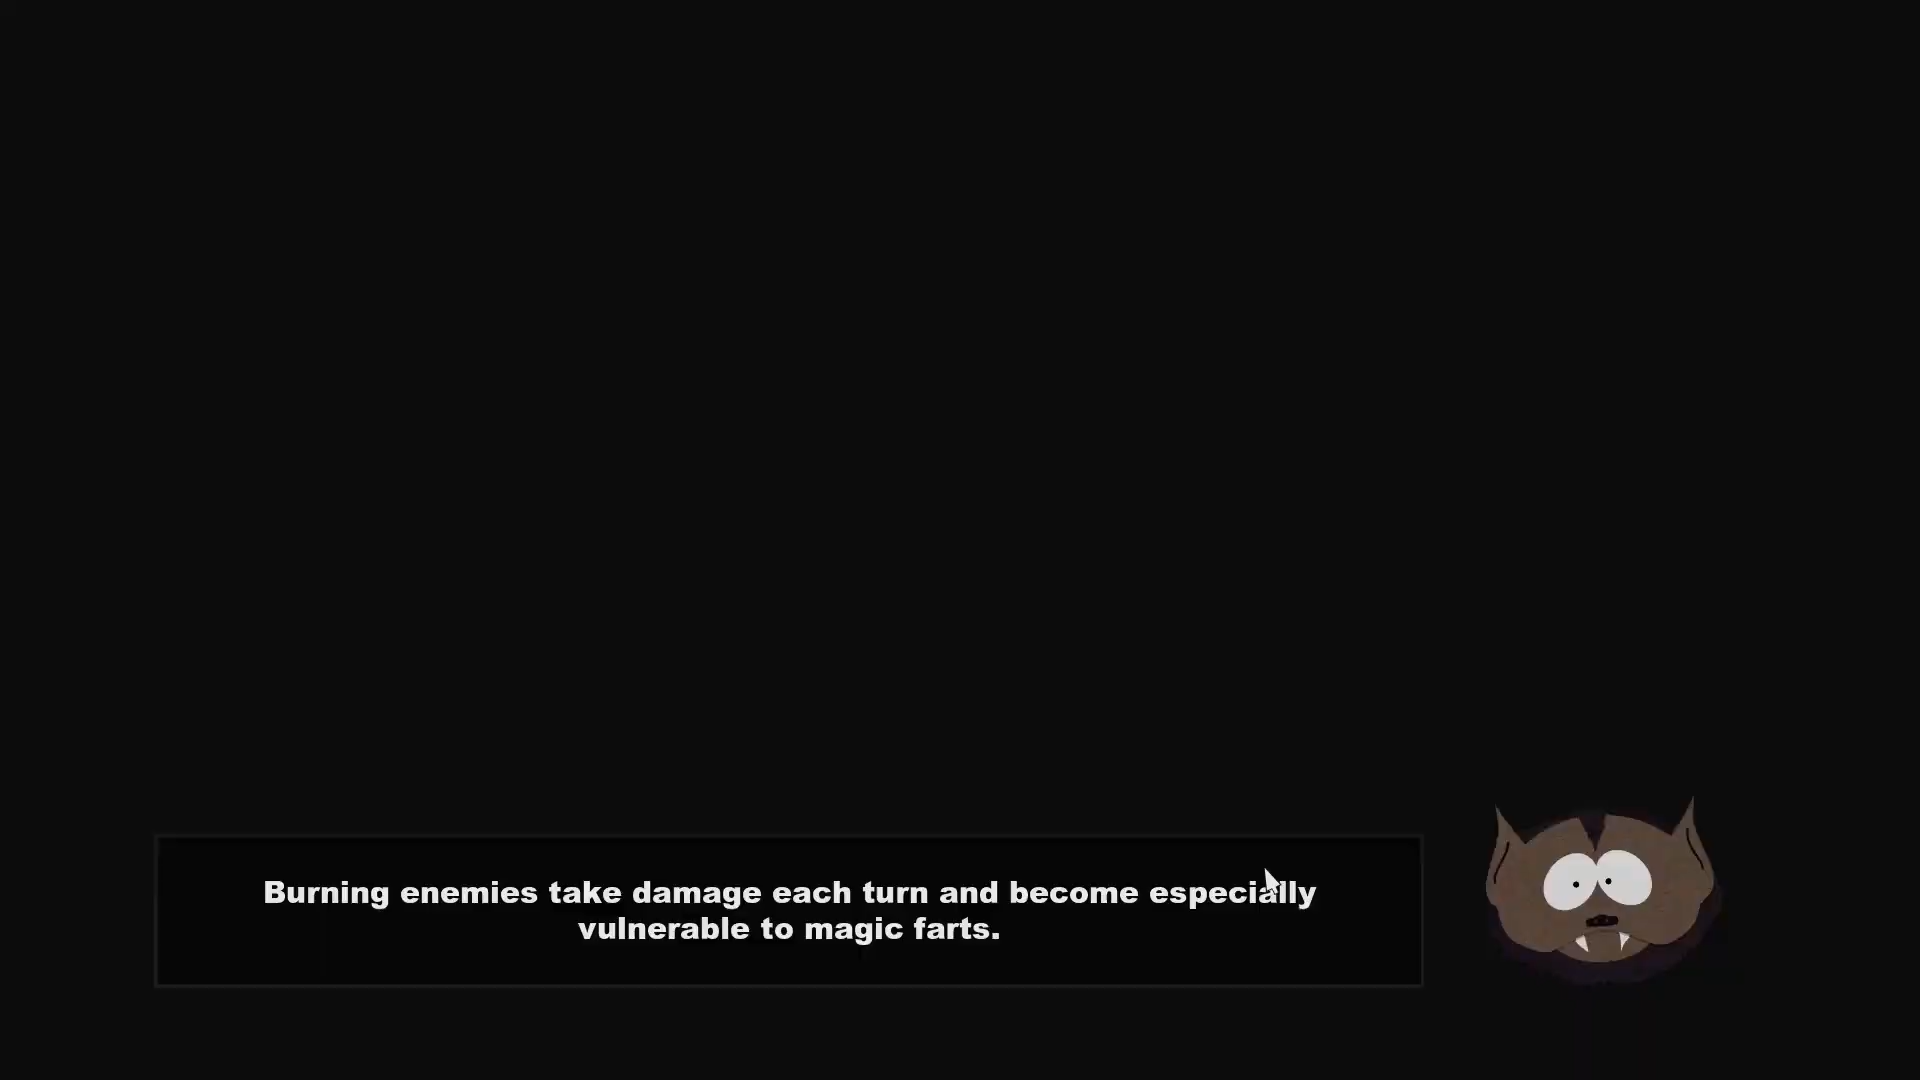 Burning enemies take damage each turn and become especially
vulnerable to magic farts.